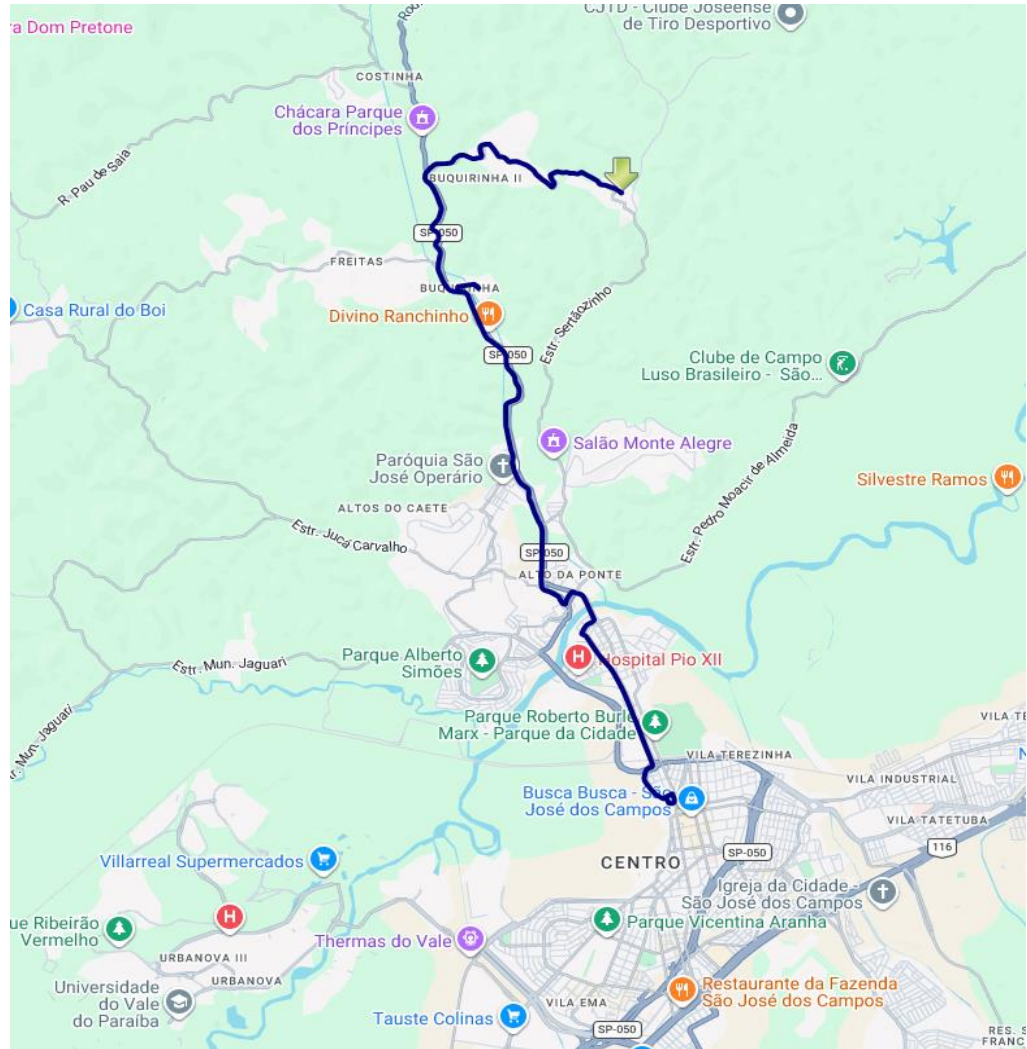 CJTD - Clube Joseense
de Tiro Desportivo
ra Dom Pretone
COSTINHA
Chácara Parque
dos Príncipes
R. Pau de Saia
BUQUIRINHA II
SP-050
FREITAS
BUQUIRINHA
Casa Rural do Boi
Divino Ranchinho
Estr. Sertãozinho
SP-050
Clube de Campo
Luso Brasileiro - São...
Salão Monte Alegre
Paróquia São
José Operário
Estr. Pedro Moacir de Almeida
Silvestre Ramos
ALTOS DO CAETE
Estr. Juca Carvalho
SP-050
ALTO DA PONTE
Estr. Mun. Jaguari
Parque Alberto
Simões
Hospital Pio XII
Parque Roberto Burle
Marx - Parque da Cidade
VILA TE
VILA TEREZINHA
VILA INDUSTRIAL
Busca Busca - São
José dos Campos
VILA TATETUBA
116
SP-050
CENTRO
Villarreal Supermercados
Igreja da Cidade -
São José dos Campos
Parque Vicentina Aranha
ue Ribeirão
Vermelho
Thermas do Vale
URBANOVA III
URBANOVA
Universidade
do Vale
do Paraíba
Restaurante da Fazenda
São José dos Campos
VILA EMA
Tauste Colinas
SP-050
RES. S
FRANC